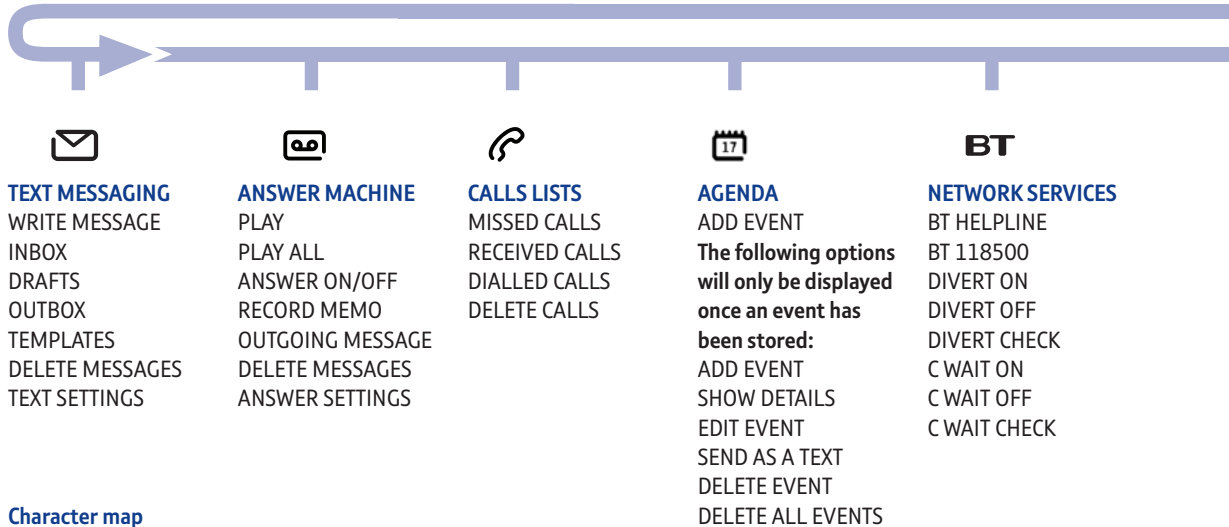 17
BT
TEXT MESSAGING
WRITE MESSAGE
INBOX
DRAFTS
OUTBOX
TEMPLATES
DELETE MESSAGES
TEXT SETTINGS
ANSWER MACHINE
PLAY
PLAY ALL
ANSWER ON/OFF
RECORD MEMO
OUTGOING MESSAGE
DELETE MESSAGES
ANSWER SETTINGS
CALLS LISTS
MISSED CALLS
RECEIVED CALLS
DIALLED CALLS
DELETE CALLS
AGENDA
ADD EVENT
The following options
will only be displayed
once an event has
been stored:
ADD EVENT
SHOW DETAILS
EDIT EVENT
SEND AS A TEXT
DELETE EVENT
DELETE ALL EVENTS
NETWORK SERVICES
BT HELPLINE
BT 118500
DIVERT ON
DIVERT OFF
DIVERT CHECK
C WAIT ON
C WAIT OFF
C WAIT CHECK
Character map